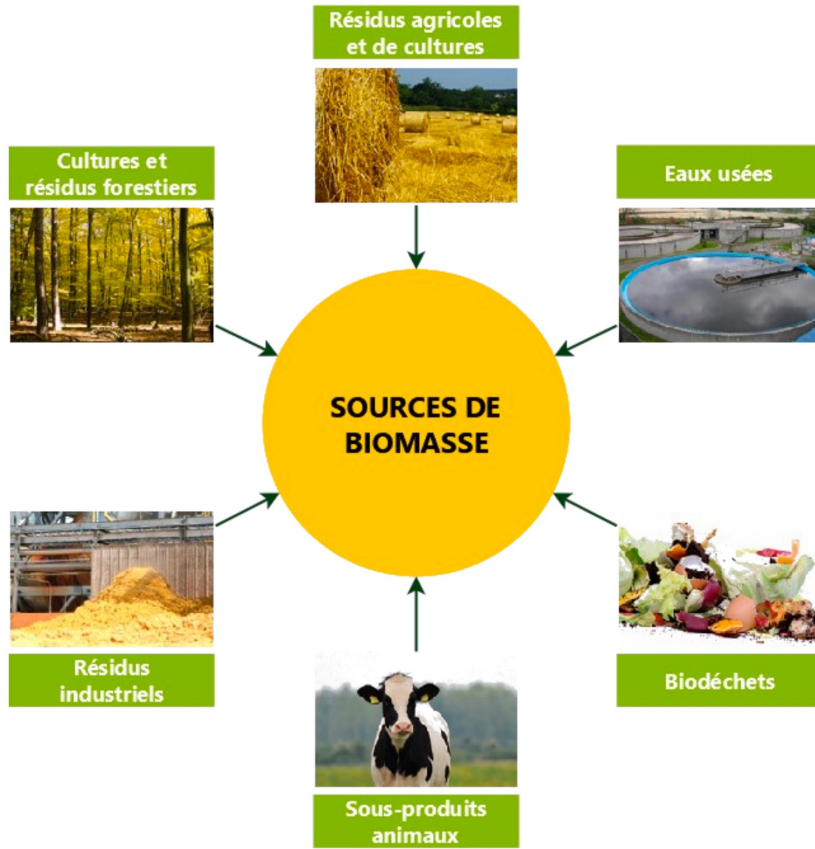 Résidus agricoles
et de cultures
Cultures et
résidus forestiers
Eaux usées
SOURCES DE
BIOMASSE
Résidus
industriels
Biodéchets
Sous-produits
animaux